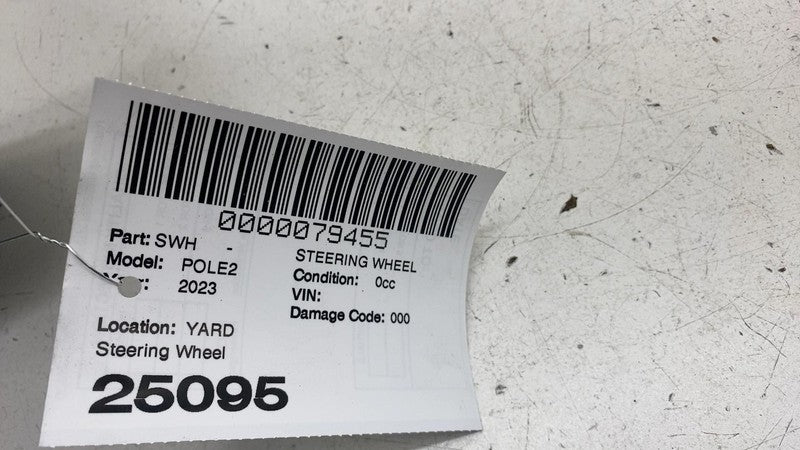 0000079455
Part: SWH - STEERING WHEEL
Model: POLE2 Condition: 0cc
2023 VIN:
Damage Code: 000
Location: YARD
Steering Wheel
25095